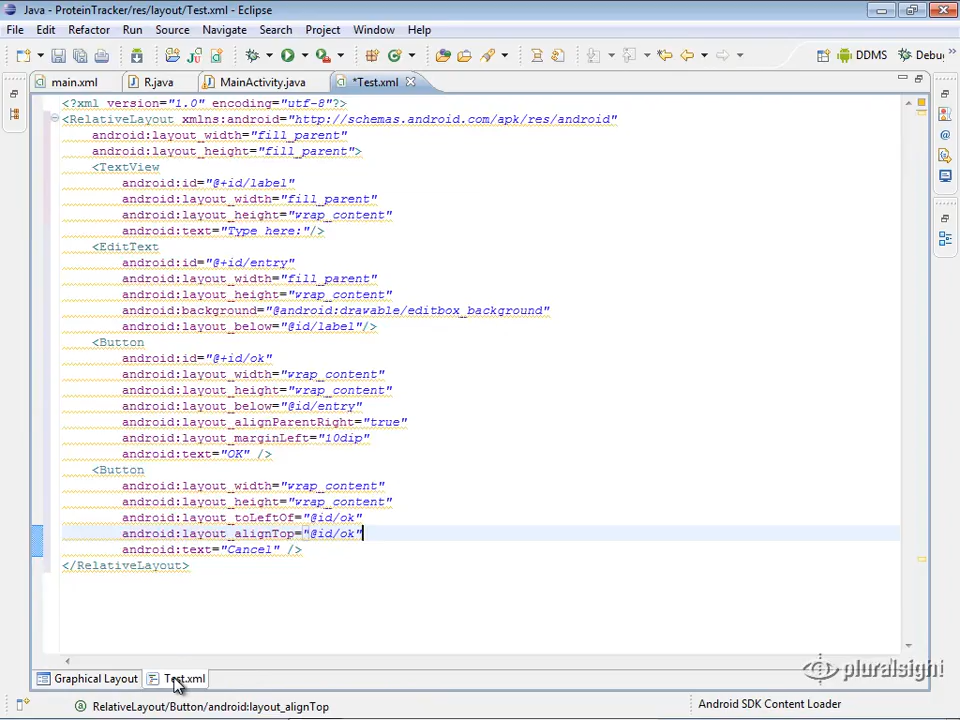 Java - ProteinTracker/res/layout/Test.xml - Eclipse
File Edit Refactor Run Source Navigate Search Project Window Help
DDMS Debu
main.xml R.java MainActivity.java *Test.xml
<?xml version="1.0" encoding="utf-8"?>
<RelativeLayout xmlns:android="http://schemas.android.com/apk/res/android"
android:layout_width="fill_parent"
android:layout_height="fill_parent">
<TextView
android:id="@+id/label"
android:layout_width="fill_parent"
android:layout_height="wrap_content"
android:text="Type here:"/>
<EditText
android:id="@+id/entry"
android:layout_width="fill_parent"
android:layout_height="wrap_content"
android:background="@android:drawable/editbox_background"
android:layout_below="@id/label"/>
<Button
android:id="@+id/ok"
android:layout_width="wrap_content"
android:layout_height="wrap_content"
android:layout_below="@id/entry"
android:layout_alignParentRight="true"
android:layout_marginLeft="10dip"
android:text="OK" />
<Button
android:layout_width="wrap_content"
android:layout_height="wrap_content"
android:layout_toLeftOf="@id/ok"
android:layout_alignTop="@id/ok"
android:text="Cancel" />
</RelativeLayout>
pluralsight
Graphical Layout Test.xml
RelativeLayout/Button/android:layout_alignTop
Android SDK Content Loader